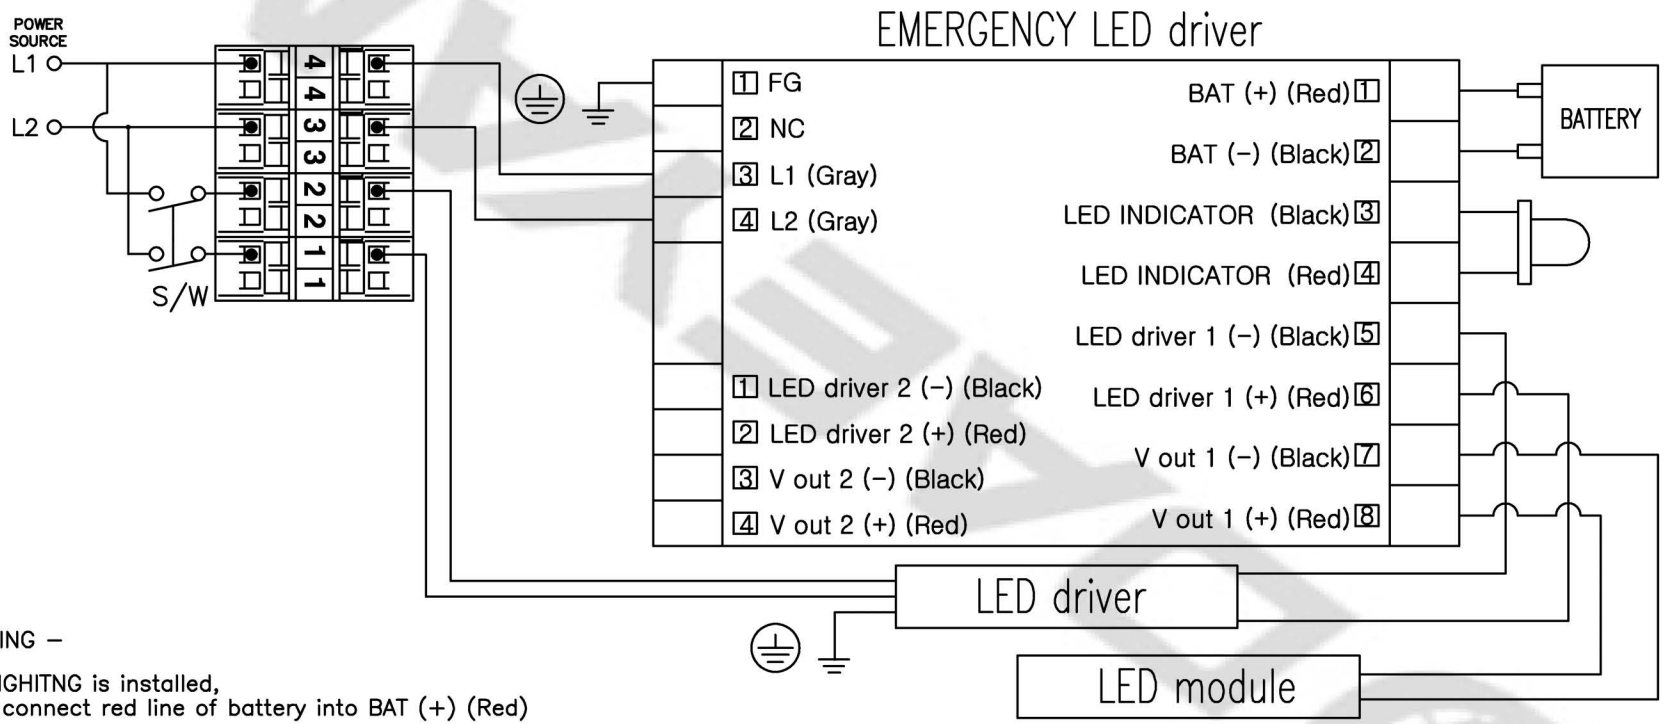 EMERGENCY LED driver
POWER
SOURCE
L1
L2
4
4
3
3
2
2
1
1
S/W
1 FG
2 NC
3 L1 (Gray)
4 L2 (Gray)
1 LED driver 2 (−) (Black)
2 LED driver 2 (+) (Red)
3 V out 2 (−) (Black)
4 V out 2 (+) (Red)
BAT (+) (Red) 1
BAT (−) (Black) 2
LED INDICATOR (Black) 3
LED INDICATOR (Red) 4
LED driver 1 (−) (Black) 5
LED driver 1 (+) (Red) 6
V out 1 (−) (Black) 7
V out 1 (+) (Red) 8
BATTERY
LED driver
LED module
ING −
IGHITNG is installed,
connect red line of battery into BAT (+) (Red)